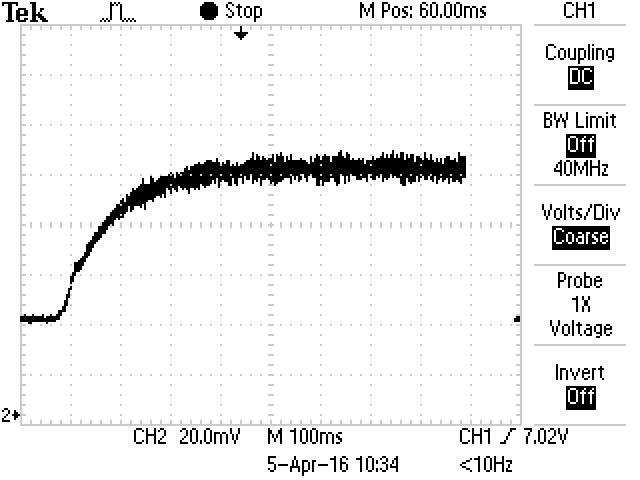 Tek Stop M Pos: 60.00ms CH1
Coupling
DC
BW Limit
Off
40MHz
Volts/Div
Coarse
Probe
1X
Voltage
Invert
Off
2
CH2 20.0mV M 100ms CH1 7.02V
5-Apr-16 10:34 <10Hz